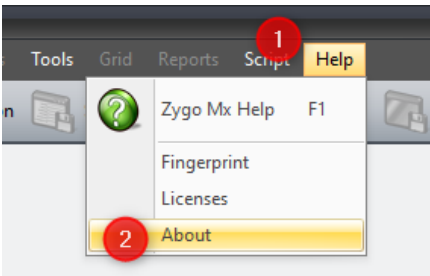 1
Tools Grid Reports Script Help
n
Zygo Mx Help F1
Fingerprint
Licenses
2 About